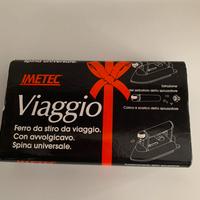 IMETEC
Viaggio
Ferro da stiro da viaggio.
Con avvolgicavo.
Spina universale.